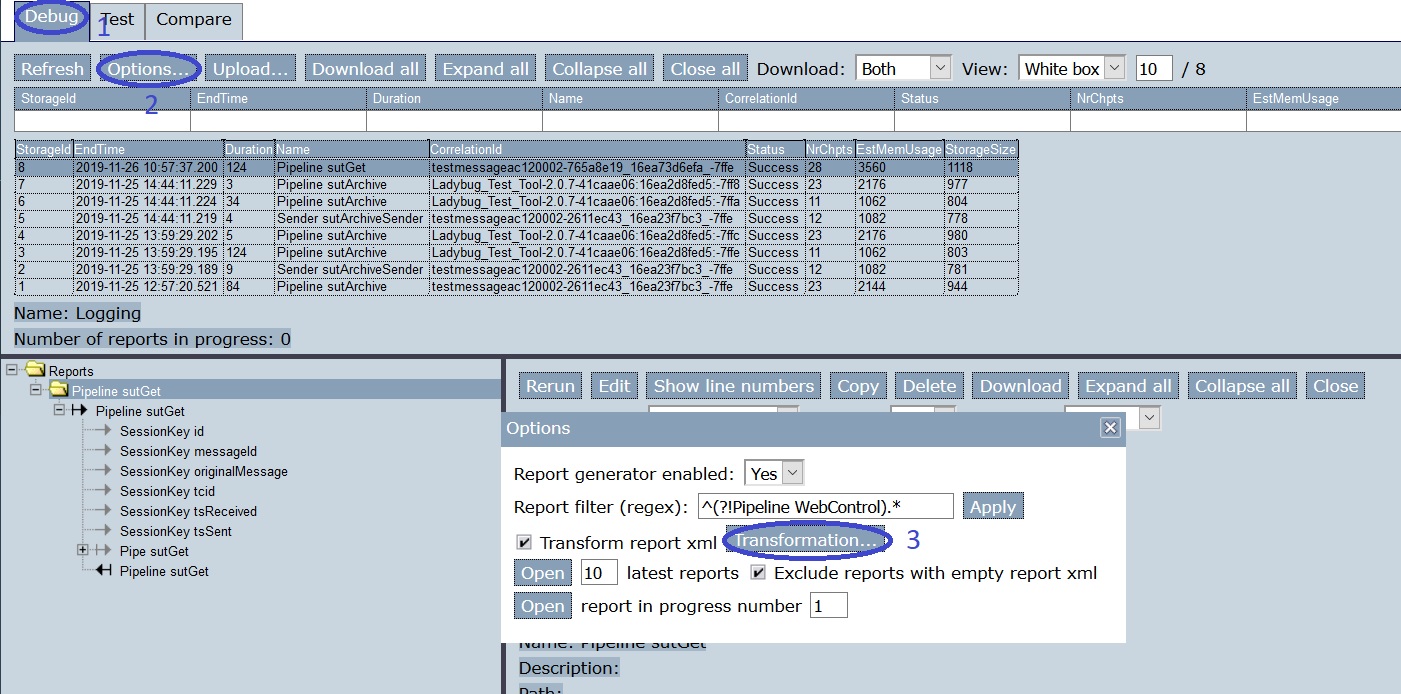 Debug 1 Test Compare
Refresh Options... Upload... Download all Expand all Collapse all Close all Download: Both View: White box 10 / 8
2
StorageId EndTime Duration Name CorrelationId Status NrChpts EstMemUsage
StorageId EndTime Duration Name CorrelationId Status NrChpts EstMemUsage StorageSize
8 2019-11-26 10:57:37.200 124 Pipeline sutGet testmessageac120002-765a8e19_16ea73d6efa_-7ffe Success 28 3560 1118
7 2019-11-25 14:44:11.229 3 Pipeline sutArchive Ladybug_Test_Tool-2.0.7-41caae06:16ea2d8fed5:-7ff8 Success 23 2176 977
6 2019-11-25 14:44:11.224 34 Pipeline sutArchive Ladybug_Test_Tool-2.0.7-41caae06:16ea2d8fed5:-7ffa Success 11 1062 804
5 2019-11-25 14:44:11.219 4 Sender sutArchiveSender testmessageac120002-2611ec43_16ea23f7bc3_-7ffe Success 12 1082 778
4 2019-11-25 13:59:29.202 5 Pipeline sutArchive Ladybug_Test_Tool-2.0.7-41caae06:16ea2d8fed5:-7ffc Success 23 2176 980
3 2019-11-25 13:59:29.195 124 Pipeline sutArchive Ladybug_Test_Tool-2.0.7-41caae06:16ea2d8fed5:-7ffe Success 11 1062 803
2 2019-11-25 13:59:29.189 9 Sender sutArchiveSender testmessageac120002-2611ec43_16ea23f7bc3_-7ffe Success 12 1082 781
1 2019-11-25 12:57:20.521 84 Pipeline sutArchive testmessageac120002-2611ec43_16ea23f7bc3_-7ffe Success 23 2144 944
Name: Logging
Number of reports in progress: 0
Reports
Pipeline sutGet
Pipeline sutGet
SessionKey id
SessionKey messageId
SessionKey originalMessage
SessionKey tcid
SessionKey tsReceived
SessionKey tsSent
Pipe sutGet
Pipeline sutGet
Rerun Edit Show line numbers Copy Delete Download Expand all Collapse all Close
Options
Report generator enabled: Yes
Report filter (regex): ^(?!Pipeline WebControl).* Apply
Transform report xml Transformation... 3
Open 10 latest reports Exclude reports with empty report xml
Open report in progress number 1
Name: Pipeline sutGet
Description:
Path: